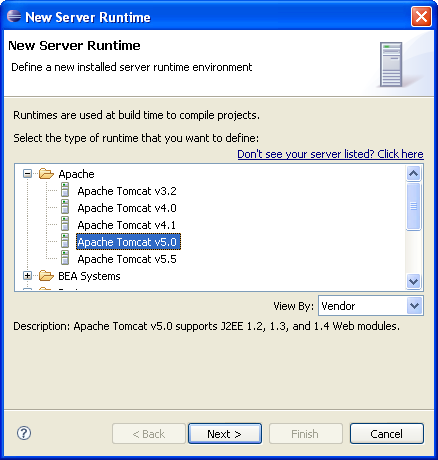 New Server Runtime
New Server Runtime
Define a new installed server runtime environment
Runtimes are used at build time to compile projects.
Select the type of runtime that you want to define:
Don't see your server listed? Click here
Apache
Apache Tomcat v3.2
Apache Tomcat v4.0
Apache Tomcat v4.1
Apache Tomcat v5.0
Apache Tomcat v5.5
BEA Systems
View By: Vendor
Description: Apache Tomcat v5.0 supports J2EE 1.2, 1.3, and 1.4 Web modules.
? < Back Next > Finish Cancel